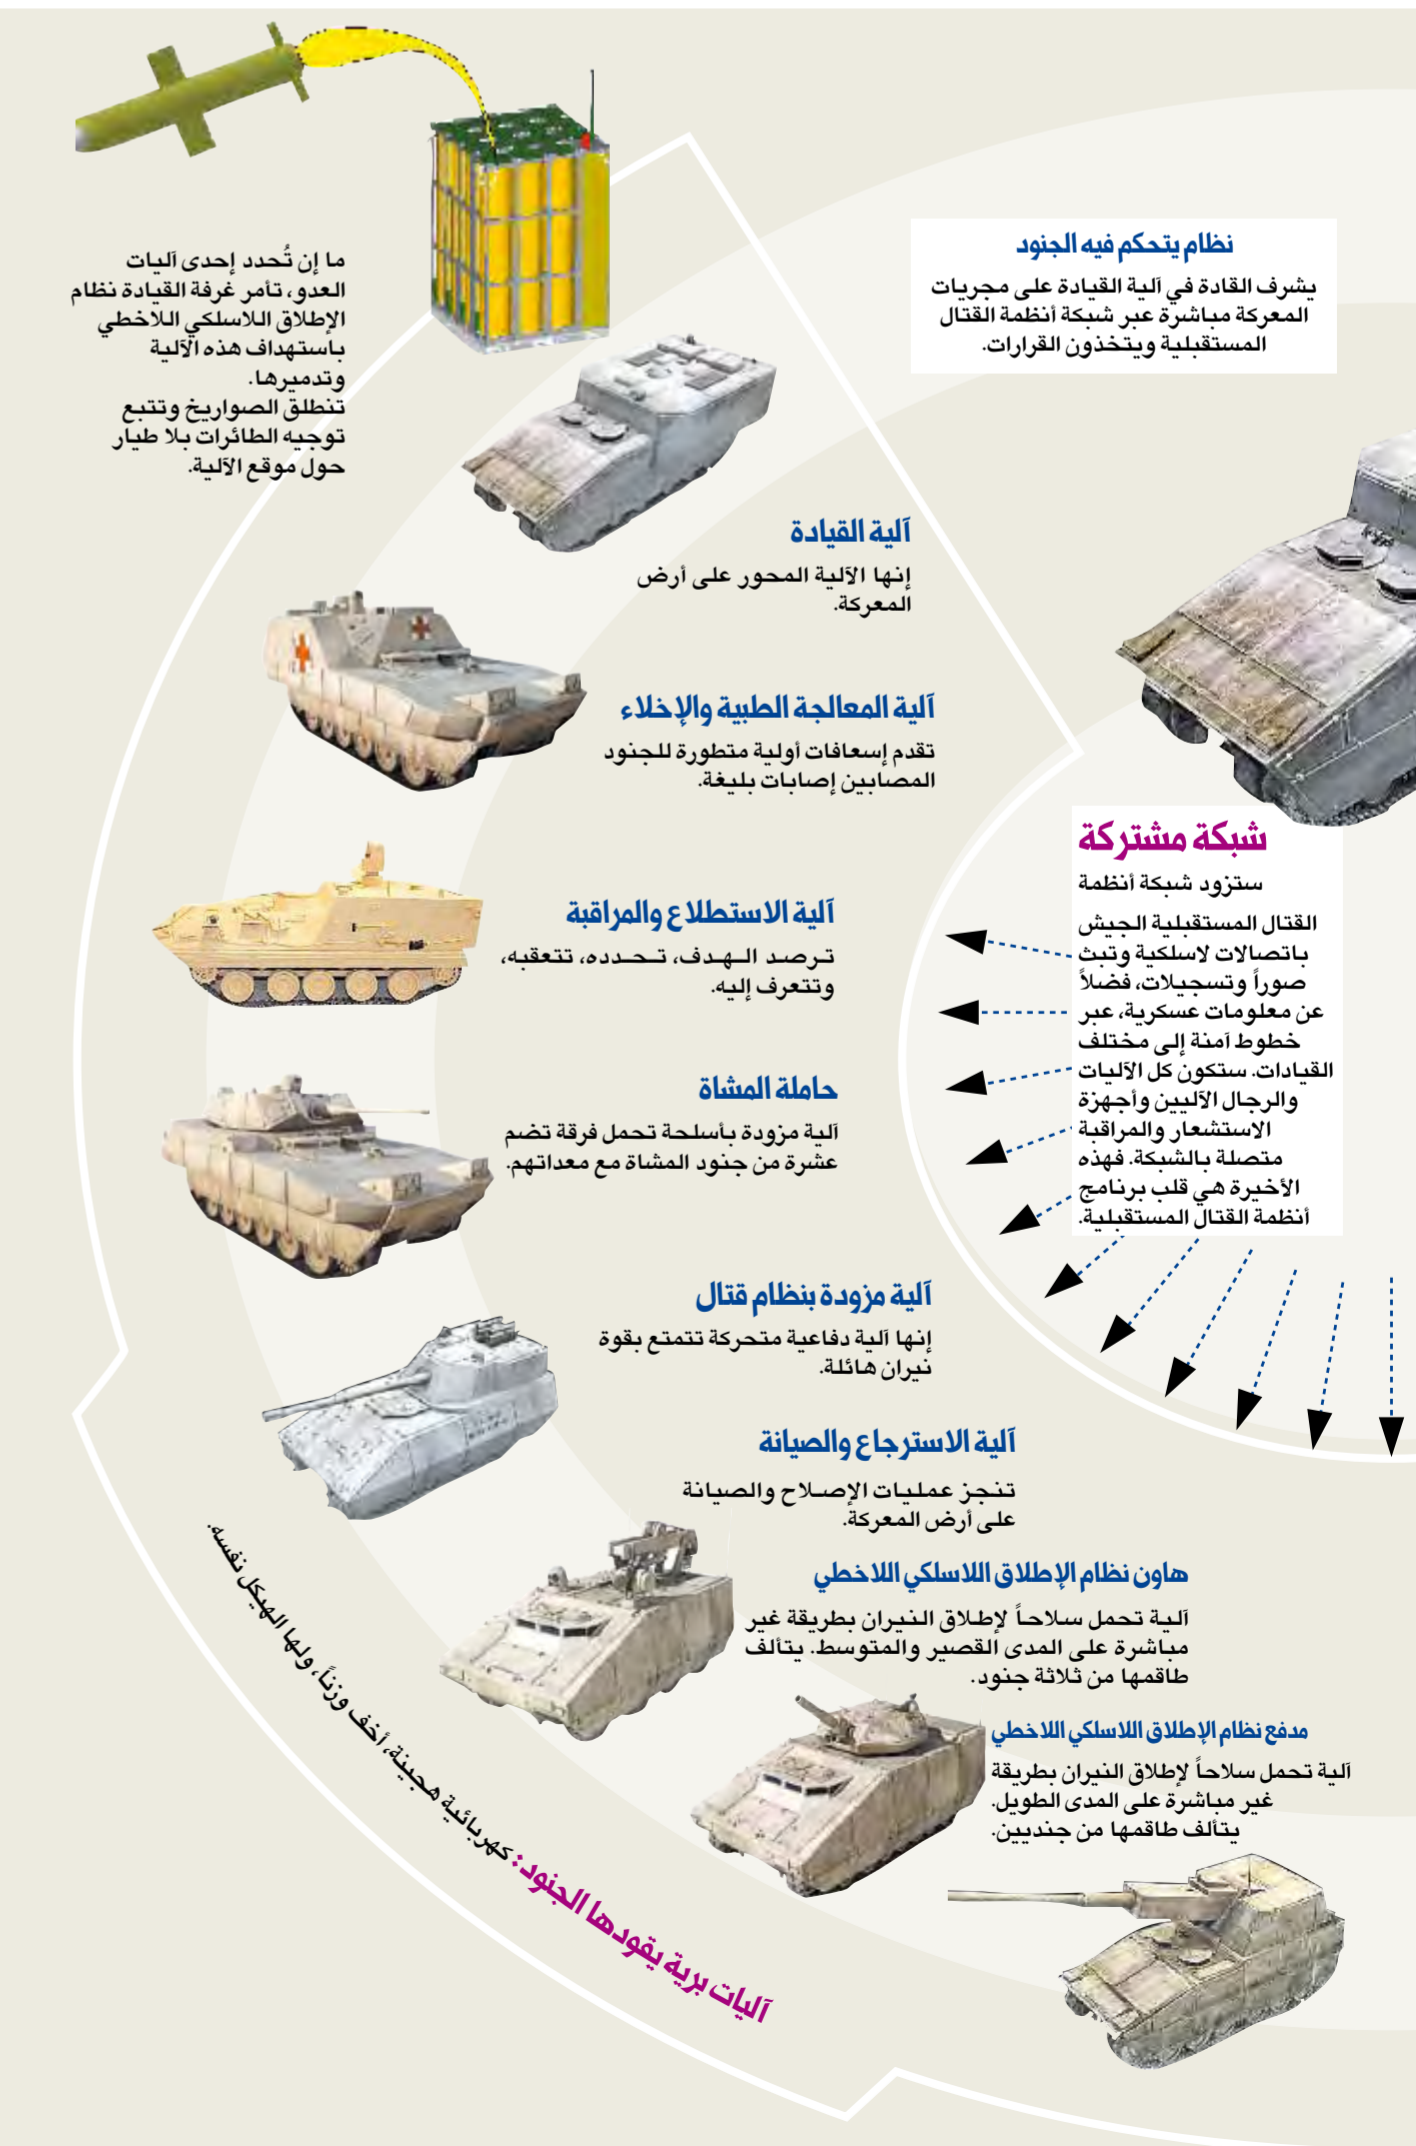 نظام يتحكم فيه الجنود
يشرف القادة في آلية القيادة على مجريات
المعركة مباشرة عبر شبكة أنظمة القتال
المستقبلية ويتخذون القرارات.
ما إن تُحدد إحدى آليات
العدو، تأمر غرفة القيادة نظام
الإطلاق اللاسلكي اللاخطي
باستهداف هذه الآلية
وتدميرها.
تنطلق الصواريخ وتتبع
توجيه الطائرات بلا طيار
حول موقع الآلية.
آلية القيادة
إنها الآلية المحور على أرض
المعركة.
آلية المعالجة الطبية والإخلاء
تقدم إسعافات أولية متطورة للجنود
المصابين إصابات بليغة.
شبكة مشتركة
ستزود شبكة أنظمة
القتال المستقبلية الجيش
باتصالات لاسلكية وتبث
صوراً وتسجيلات، فضلاً
عن معلومات عسكرية، عبر
خطوط آمنة إلى مختلف
القيادات. ستكون كل الآليات
والرجال الآليين وأجهزة
الاستشعار والمراقبة
متصلة بالشبكة. فهذه
الأخيرة هي قلب برنامج
أنظمة القتال المستقبلية.
آلية الاستطلاع والمراقبة
ترصد الهدف، تحدده، تتعقبه،
وتتعرف إليه.
حاملة المشاة
آلية مزودة بأسلحة تحمل فرقة تضم
عشرة من جنود المشاة مع معداتهم.
آلية مزودة بنظام قتال
إنها آلية دفاعية متحركة تتمتع بقوة
نيران هائلة.
آلية الاسترجاع والصيانة
تنجز عمليات الإصلاح والصيانة
على أرض المعركة.
هاون نظام الإطلاق اللاسلكي اللاخطي
آلية تحمل سلاحاً لإطلاق النيران بطريقة غير
مباشرة على المدى القصير والمتوسط. يتألف
طاقمها من ثلاثة جنود.
مدفع نظام الإطلاق اللاسلكي اللاخطي
آلية تحمل سلاحاً لإطلاق النيران بطريقة
غير مباشرة على المدى الطويل.
يتألف طاقمها من جنديين.
آليات برية يقودها الجنود: كهربائية هجينة، أخف وزناً، ولها الهيكل نفسه.